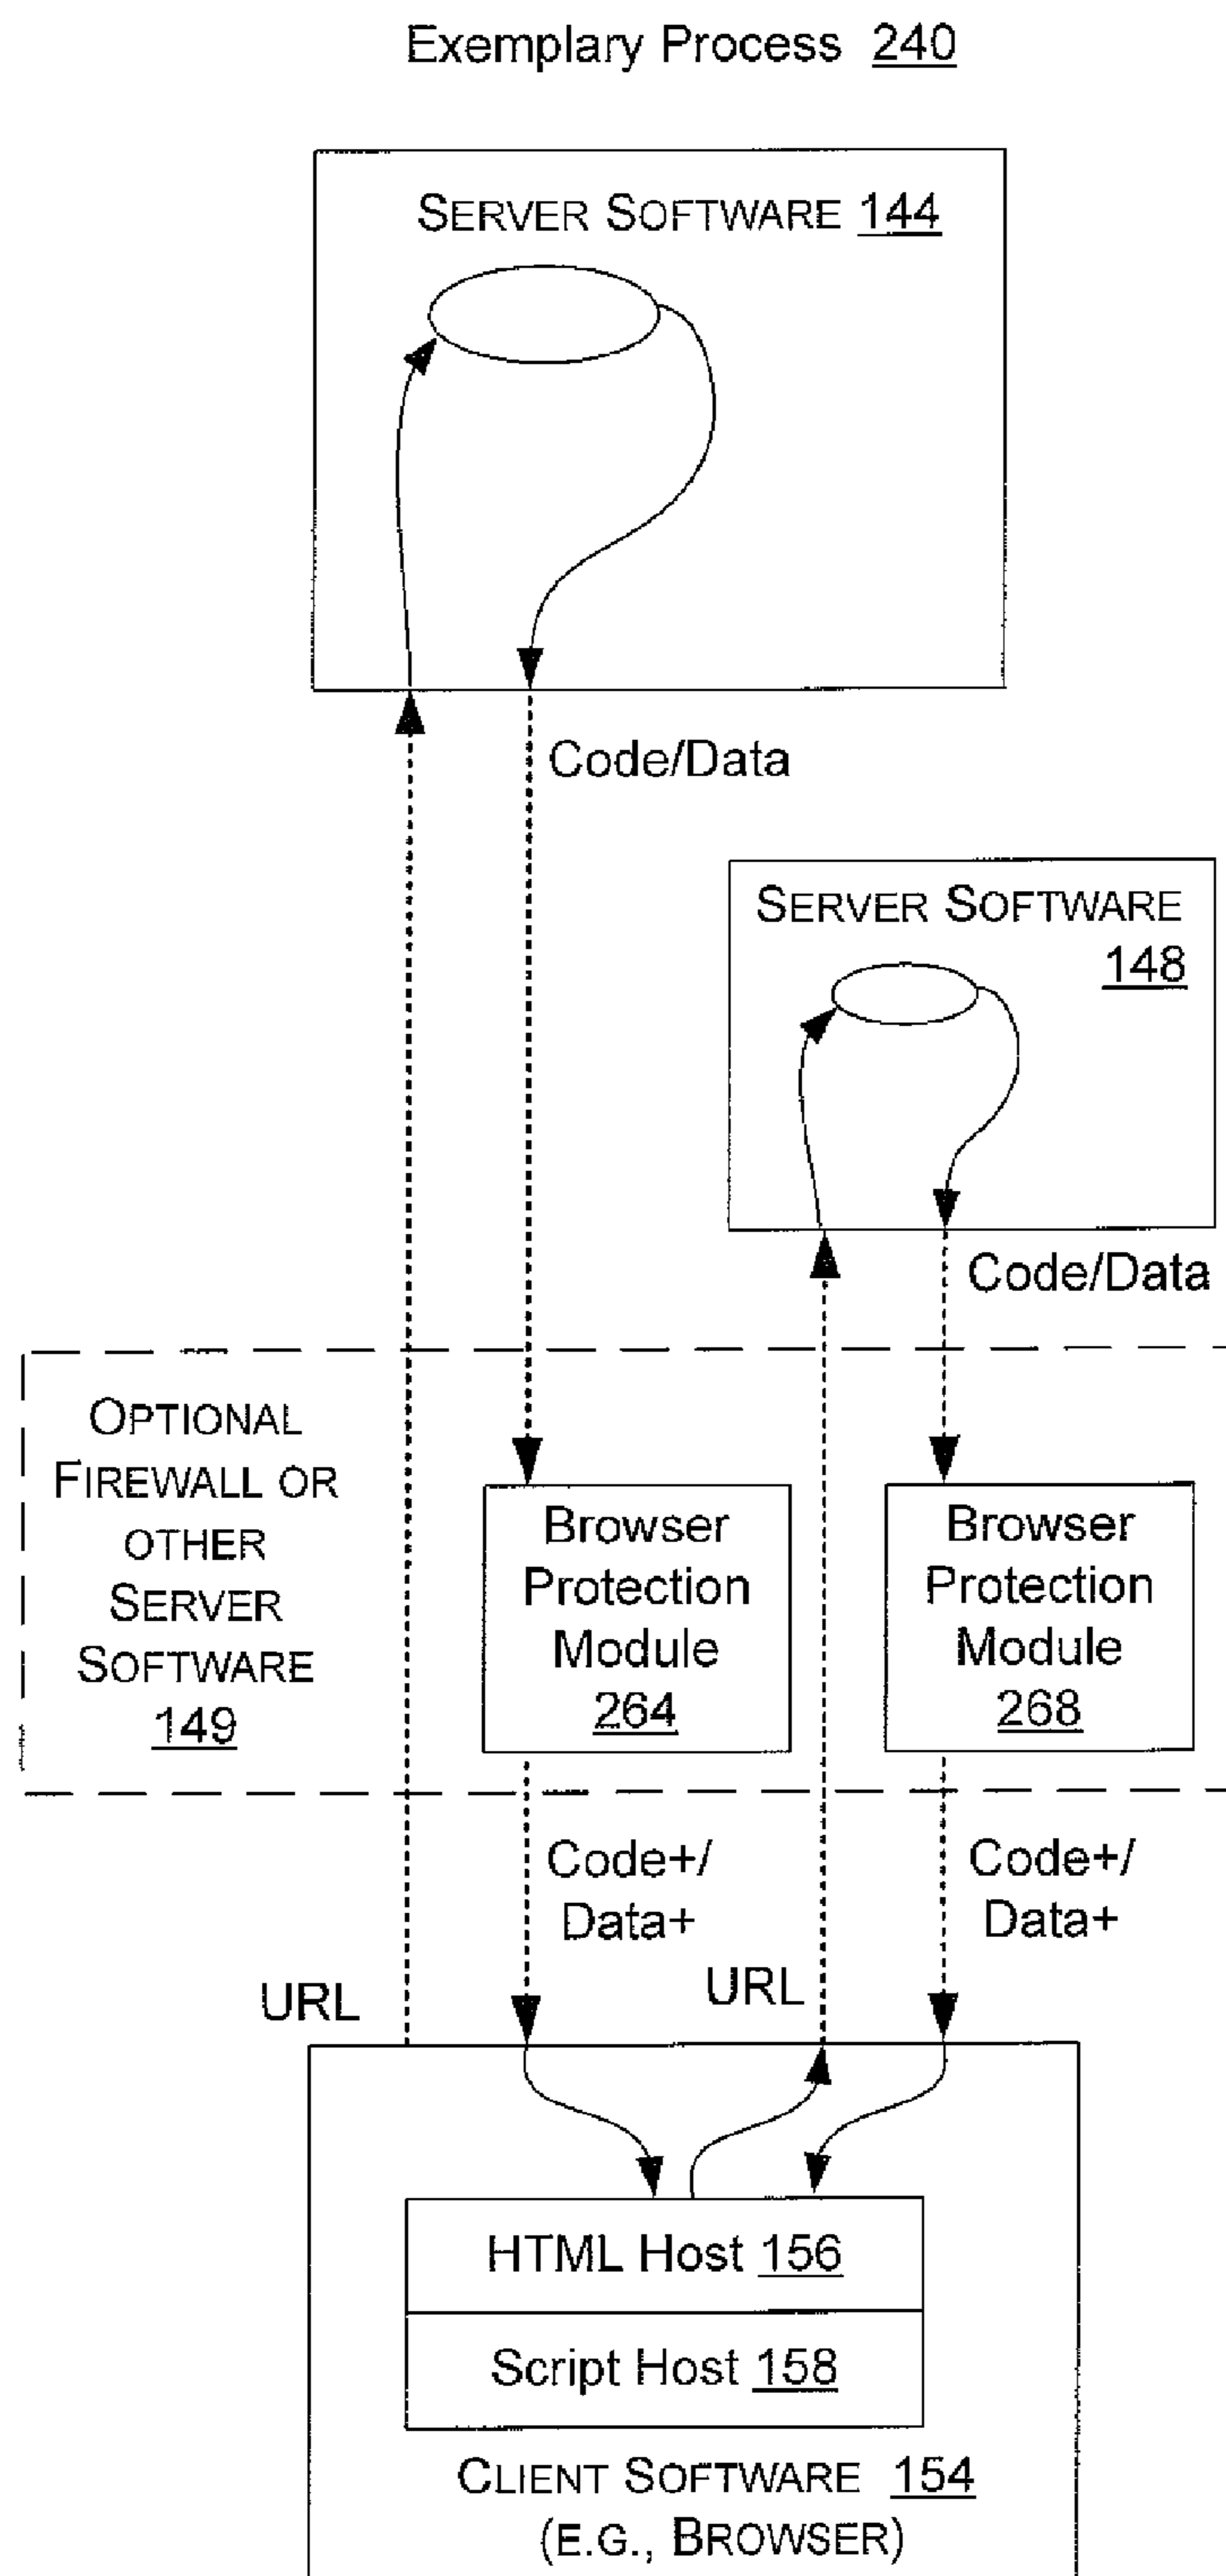 Exemplary Process 240
SERVER SOFTWARE 144
Code/Data
SERVER SOFTWARE
148
Code/Data
OPTIONAL
FIREWALL OR
OTHER
SERVER
SOFTWARE
149
Browser
Protection
Module
264
Browser
Protection
Module
268
Code+/
Data+
Code+/
Data+
URL
URL
HTML Host 156
Script Host 158
CLIENT SOFTWARE 154
(E.G., BROWSER)